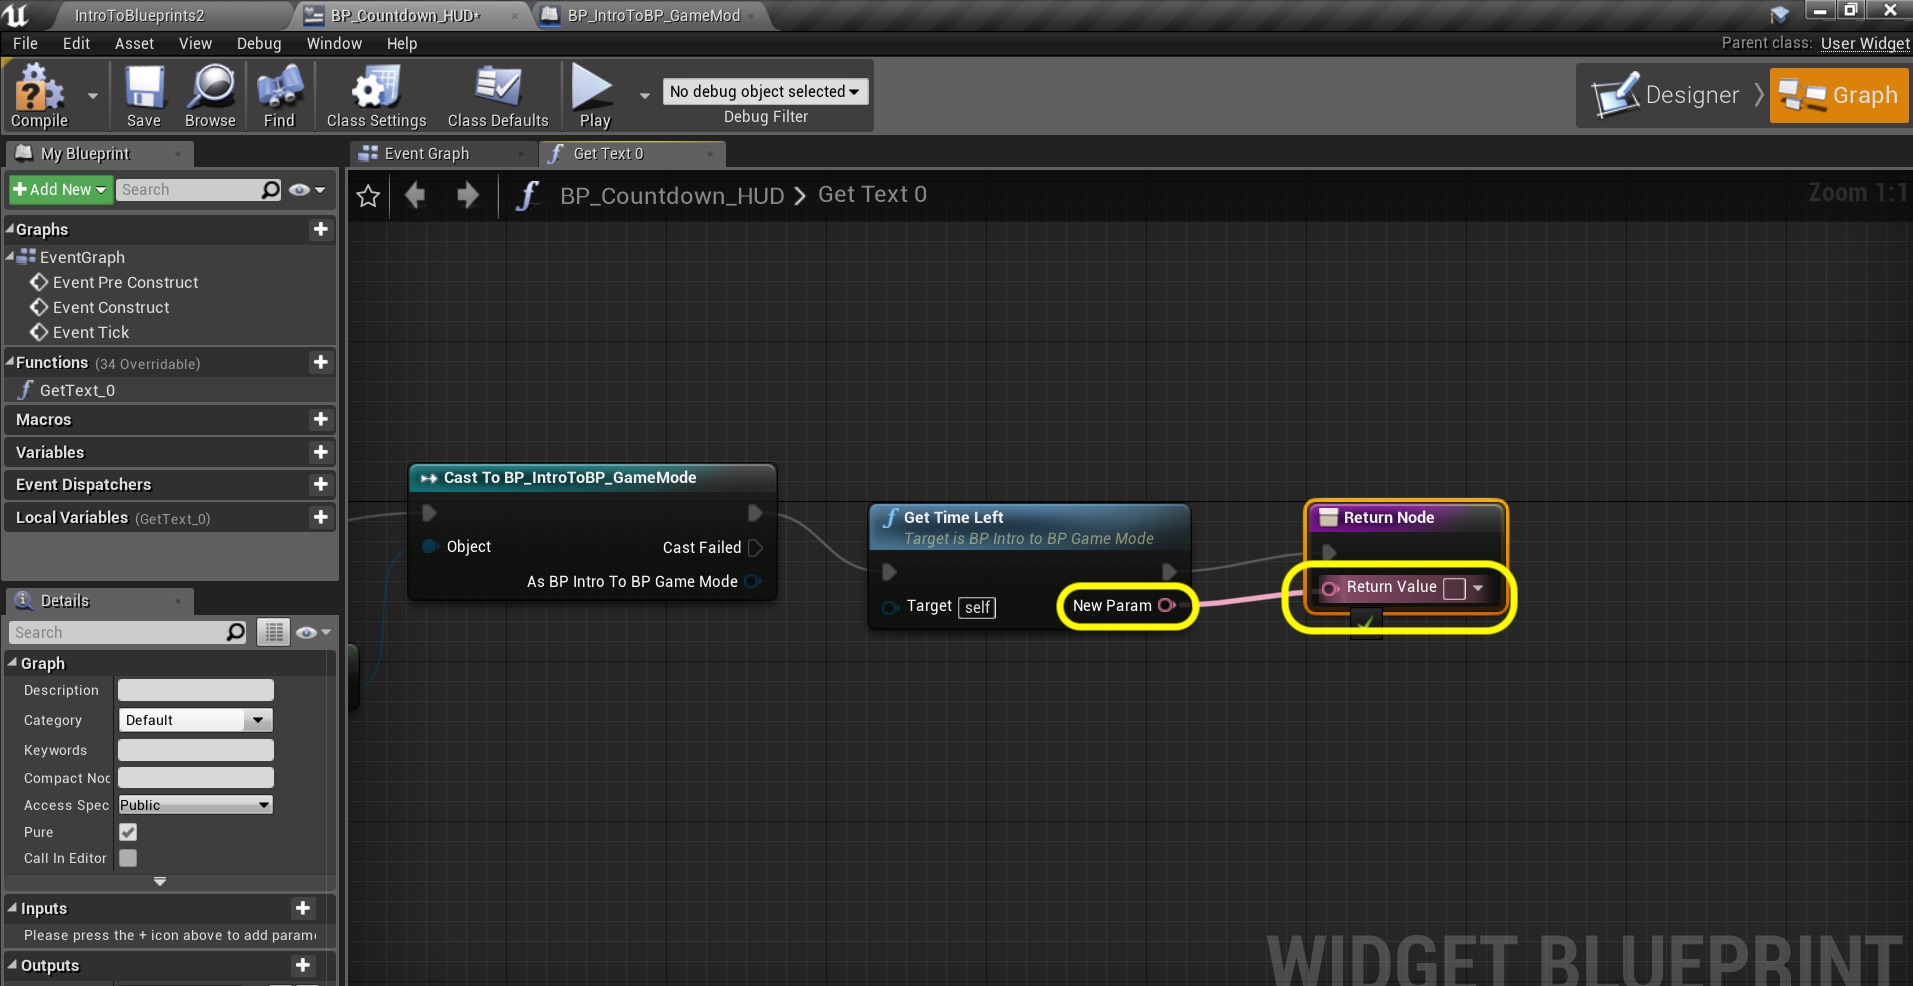 IntroToBlueprints2
BP_Countdown_HUD*
BP_IntroToBP_GameMod
File Edit Asset View Debug Window Help
Parent class: User Widget
Compile
Save
Browse
Find
Class Settings
Class Defaults
Play
No debug object selected
Debug Filter
Designer
Graph
My Blueprint
Event Graph
Get Text 0
Add New
Search
BP_Countdown_HUD > Get Text 0
Zoom 1:1
Graphs
EventGraph
Event Pre Construct
Event Construct
Event Tick
Functions (34 Overridable)
GetText_0
Macros
Variables
Event Dispatchers
Local Variables (GetText_0)
Cast To BP_IntroToBP_GameMode
Object
Cast Failed
As BP Intro To BP Game Mode
Get Time Left
Target is BP Intro to BP Game Mode
Target self
New Param
Return Node
Return Value
Details
Search
Graph
Description
Category Default
Keywords
Compact Noc
Access Spec Public
Pure
Call In Editor
Inputs
Please press the + icon above to add parame
Outputs
WIDGET BLUEPRINT